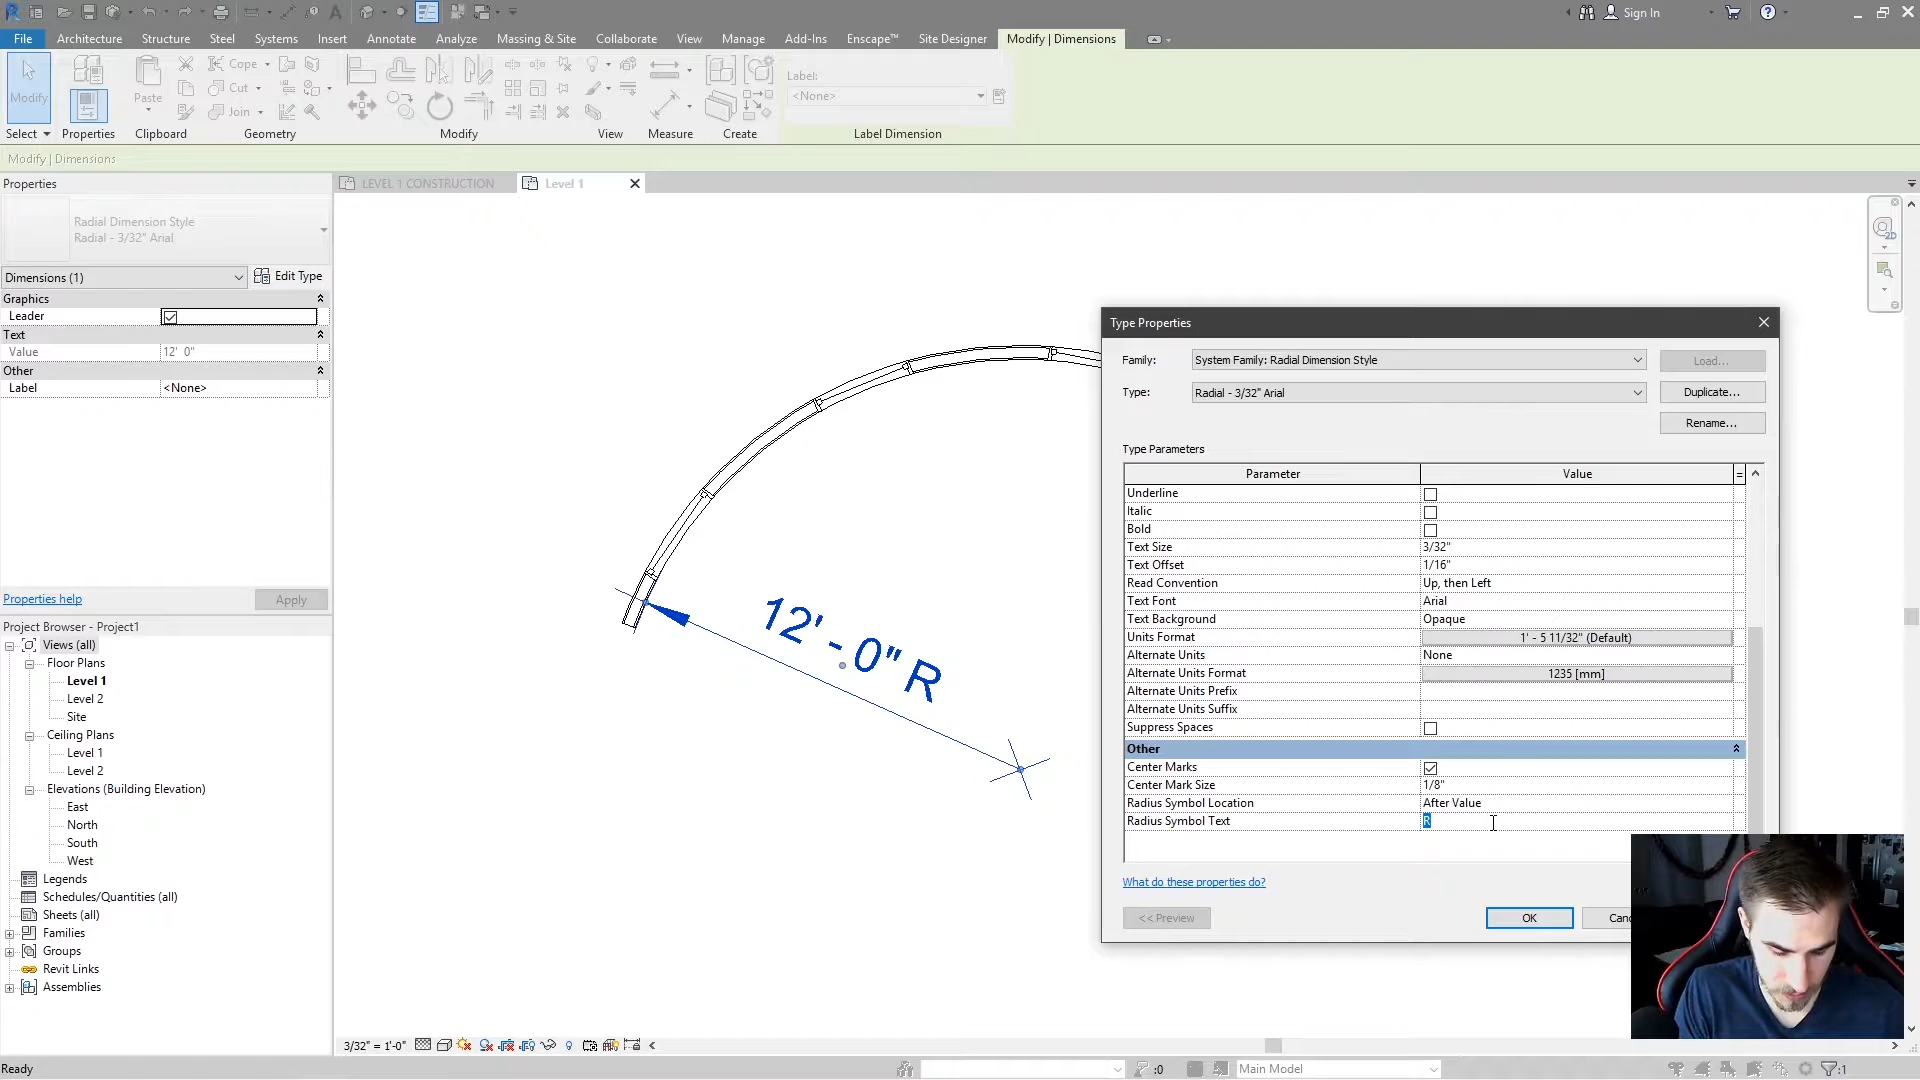 Sign In
File Architecture Structure Steel Systems Insert Annotate Analyze Massing & Site Collaborate View Manage Add-Ins Enscape™ Site Designer Modify | Dimensions
Modify
Paste
Cope
Cut
Join
Label:
<None>
Select Properties Clipboard Geometry Modify View Measure Create Label Dimension
Modify | Dimensions
Properties
LEVEL 1 CONSTRUCTION
Level 1
Radial Dimension Style
Radial - 3/32" Arial
Dimensions (1)
Edit Type
Graphics
Leader
Text
Value 12' 0"
Other
Label <None>
Properties help
Apply
Project Browser - Project1
Views (all)
Floor Plans
Level 1
Level 2
Site
Ceiling Plans
Level 1
Level 2
Elevations (Building Elevation)
East
North
South
West
Legends
Schedules/Quantities (all)
Sheets (all)
Families
Groups
Revit Links
Assemblies
12' - 0" R
Type Properties
Family: System Family: Radial Dimension Style Load...
Type: Radial - 3/32" Arial Duplicate...
Rename...
Type Parameters
Parameter Value =
Underline
Italic
Bold
Text Size 3/32"
Text Offset 1/16"
Read Convention Up, then Left
Text Font Arial
Text Background Opaque
Units Format 1' - 5 11/32" (Default)
Alternate Units None
Alternate Units Format 1235 [mm]
Alternate Units Prefix
Alternate Units Suffix
Suppress Spaces
Other
Center Marks
Center Mark Size 1/8"
Radius Symbol Location After Value
Radius Symbol Text R
What do these properties do?
<< Preview OK Canc
3/32" = 1'-0"
Ready
:0
Main Model
:1